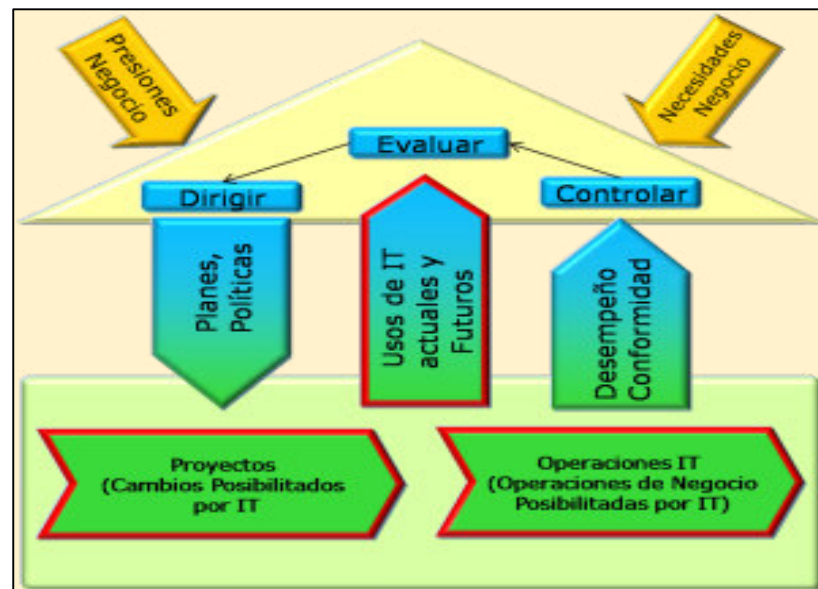 Presiones
Negocio
Necesidades
Negocio
Evaluar
Dirigir
Controlar
Planes,
Políticas
Usos de IT
actuales y
Futuros
Desempeño
Conformidad
Proyectos
(Cambios Posibilitados
por IT
Operaciones IT
(Operaciones de Negocio
Posibilitadas por IT)